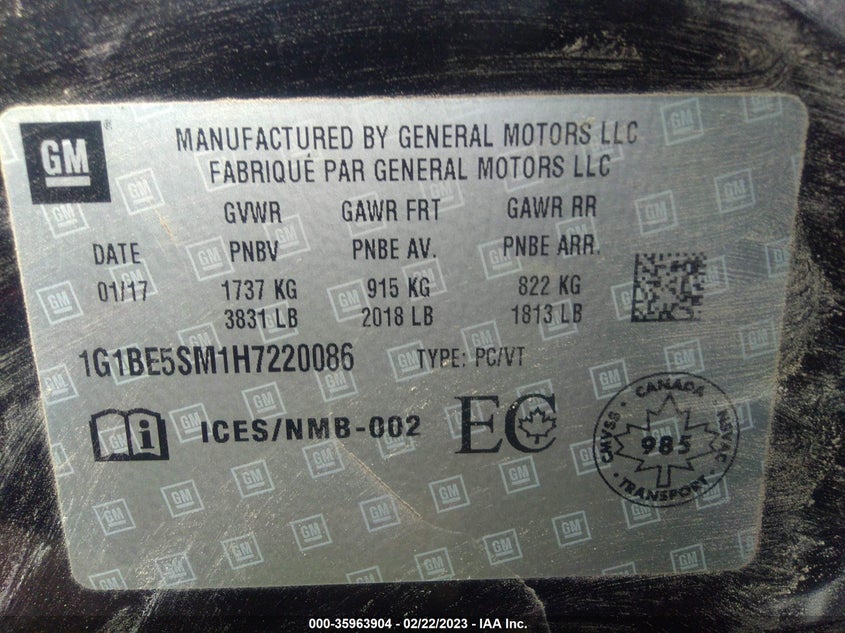 GM
MANUFACTURED BY GENERAL MOTORS LLC
FABRIQUÉ PAR GENERAL MOTORS LLC
GVWR GAWR FRT GAWR RR
DATE PNBV PNBE AV. PNBE ARR.
01/17 1737 KG 915 KG 822 KG
3831 LB 2018 LB 1813 LB
1G1BE5SM1H7220086 TYPE: PC/VT
i ICES/NMB-002 EC
CANADA
CMVSS 985 NSVAC
TRANSPORT
000-35963904 - 02/22/2023 - IAA Inc.